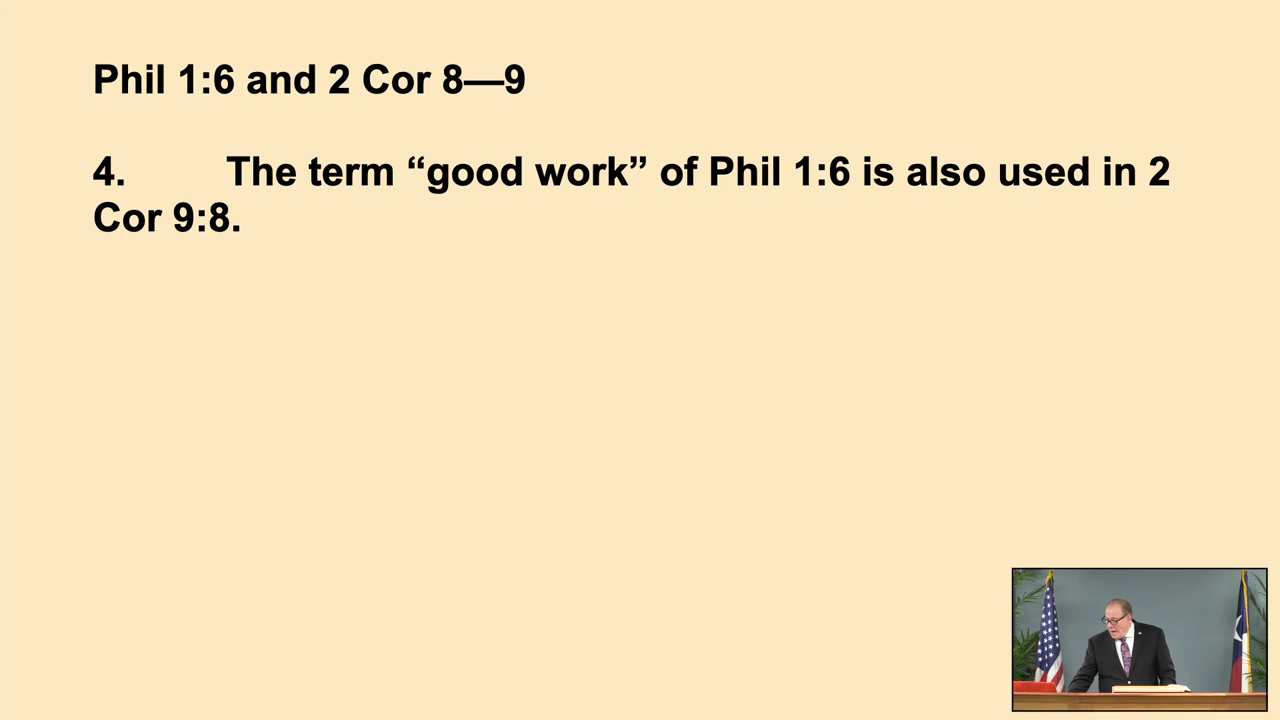 Phil 1:6 and 2 Cor 8—9
4. The term “good work” of Phil 1:6 is also used in 2
Cor 9:8.